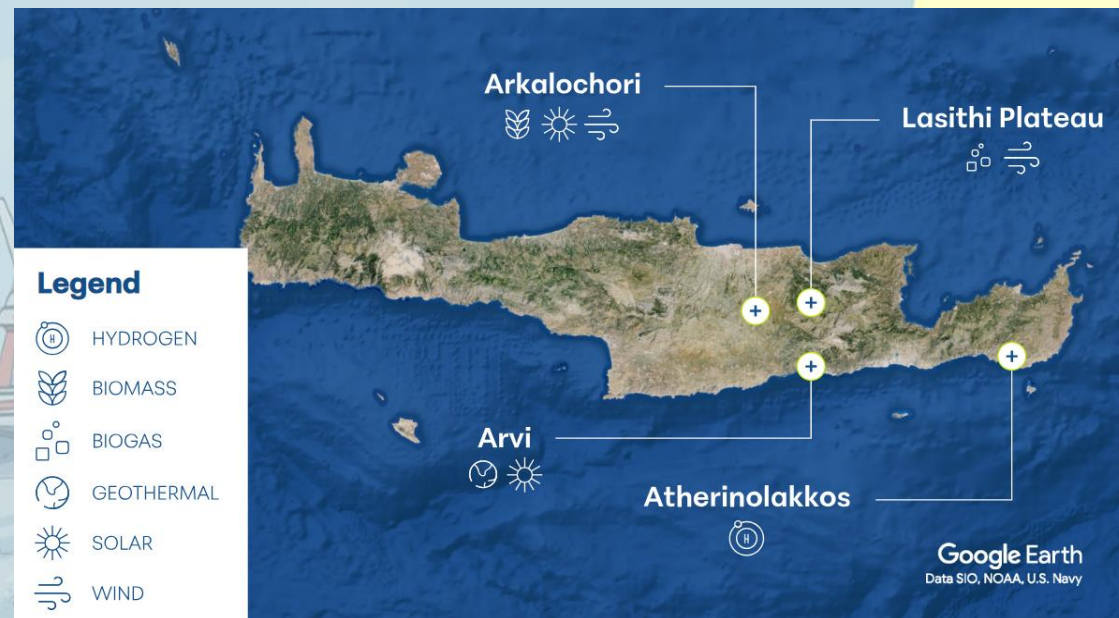 Arkalochori
Lasithi Plateau
Legend
H HYDROGEN
BIOMASS
BIOGAS
GEOTHERMAL
SOLAR
WIND
Arvi
Atherinolakkos
H
Google Earth
Data SIO, NOAA, U.S. Navy